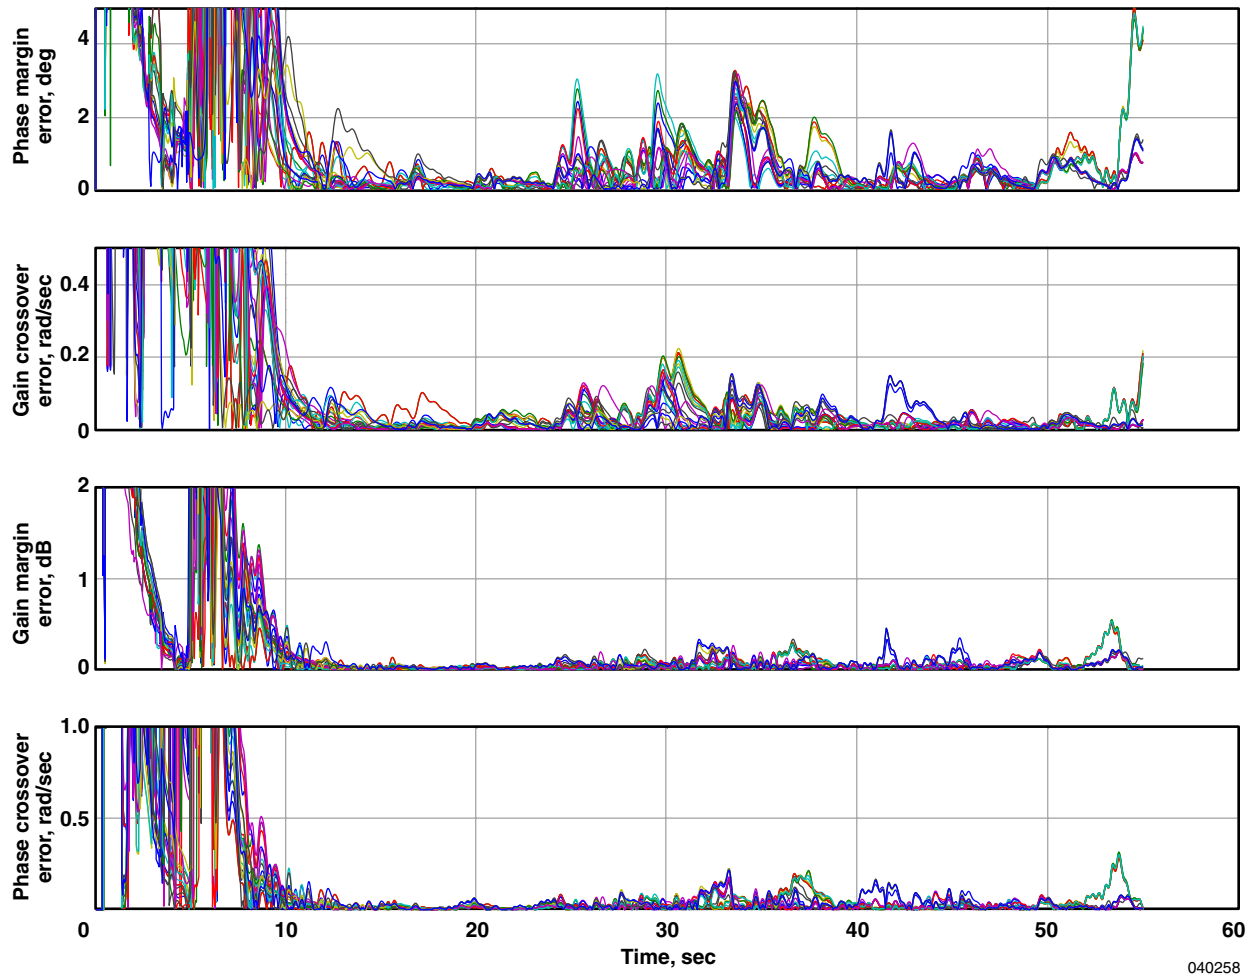 Phase margin
error, deg
4
2
0
Gain crossover
error, rad/sec
0.4
0.2
0
Gain margin
error, dB
2
1
0
Phase crossover
error, rad/sec
1.0
0.5
0 10 20 30 40 50 60
Time, sec
040258